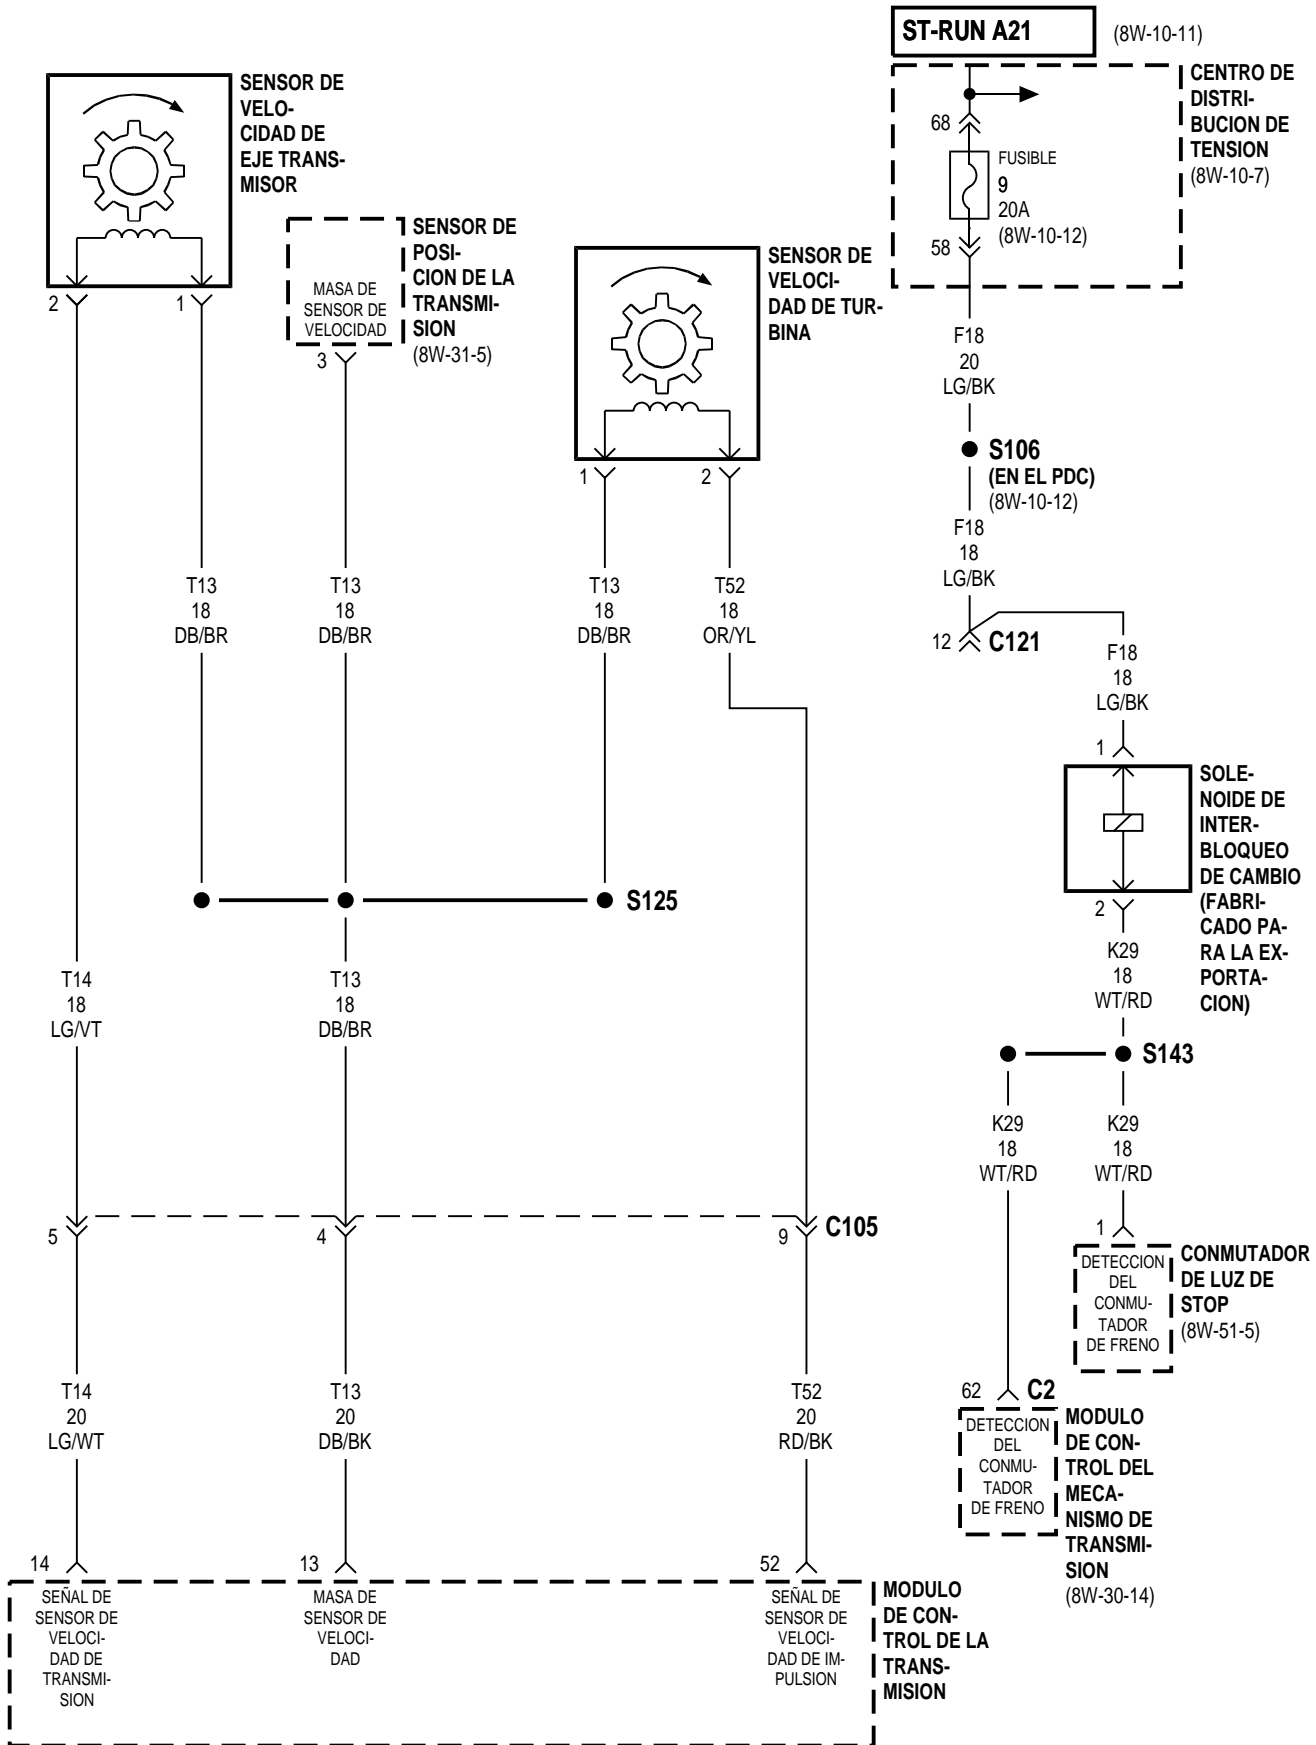 ST-RUN A21
(8W-10-11)
CENTRO DE
DISTRI-
BUCION DE
TENSION
(8W-10-7)
68
FUSIBLE
9
20A
(8W-10-12)
58
SENSOR DE
VELO-
CIDAD DE
EJE TRANS-
MISOR
2
1
SENSOR DE
POSI-
CION DE LA
TRANSMI-
SION
(8W-31-5)
MASA DE
SENSOR DE
VELOCIDAD
3
SENSOR DE
VELOCI-
DAD DE TUR-
BINA
1
2
F18
20
LG/BK
S106
(EN EL PDC)
(8W-10-12)
F18
18
LG/BK
12
C121
F18
18
LG/BK
T13
18
DB/BR
T13
18
DB/BR
T13
18
DB/BR
T52
18
OR/YL
1
SOLE-
NOIDE DE
INTER-
BLOQUEO
DE CAMBIO
(FABRI-
CADO PA-
RA LA EX-
PORTA-
CION)
2
S125
K29
18
WT/RD
T14
18
LG/VT
T13
18
DB/BR
S143
K29
18
WT/RD
K29
18
WT/RD
5
4
9
C105
1
DETECCION
DEL
CONMU-
TADOR
DE FRENO
CONMUTADOR
DE LUZ DE
STOP
(8W-51-5)
T14
20
LG/WT
T13
20
DB/BK
T52
20
RD/BK
62
C2
DETECCION
DEL
CONMU-
TADOR
DE FRENO
MODULO
DE CON-
TROL DEL
MECA-
NISMO DE
TRANSMI-
SION
(8W-30-14)
14
13
52
SEÑAL DE
SENSOR DE
VELOCI-
DAD DE
TRANSMI-
SION
MASA DE
SENSOR DE
VELOCI-
DAD
SEÑAL DE
SENSOR DE
VELOCI-
DAD DE IM-
PULSION
MODULO
DE CON-
TROL DE LA
TRANS-
MISION